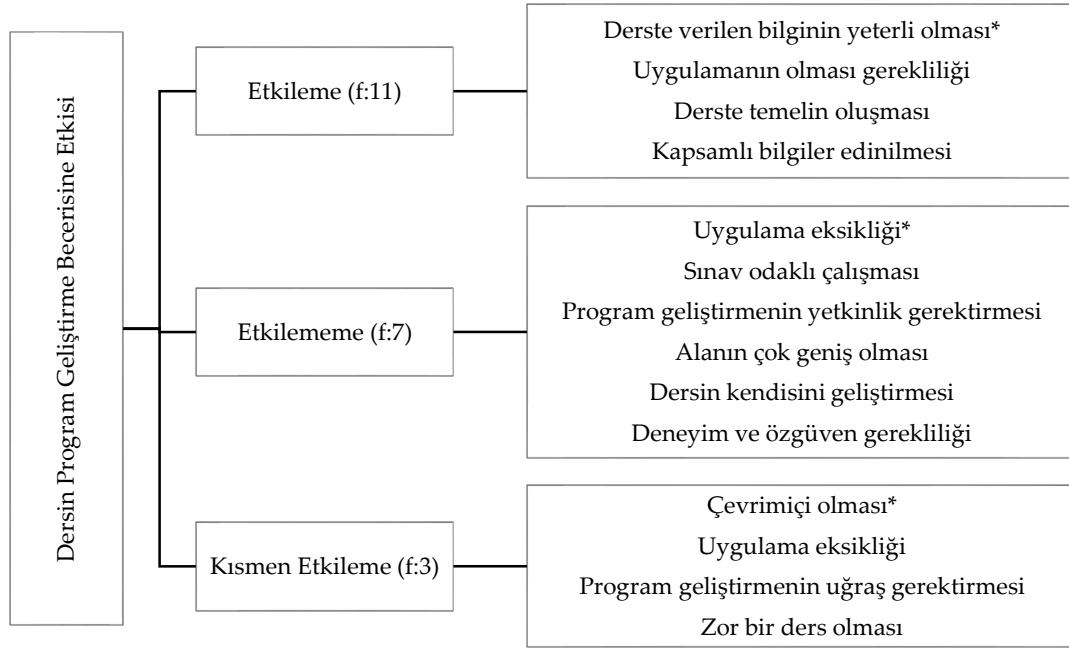 Dersin Program Geliştirme Becerisine Etkisi
Etkileme (f:11)
Derste verilen bilginin yeterli olması*
Uygulamanın olması gerekliliği
Derste temelin oluşması
Kapsamlı bilgiler edinilmesi
Etkilememe (f:7)
Uygulama eksikliği*
Sınav odaklı çalışması
Program geliştirmenin yetkinlik gerektirmesi
Alanın çok geniş olması
Dersin kendisini geliştirmesi
Deneyim ve özgüven gerekliliği
Kısmen Etkileme (f:3)
Çevrimiçi olması*
Uygulama eksikliği
Program geliştirmenin uğraş gerektirmesi
Zor bir ders olması